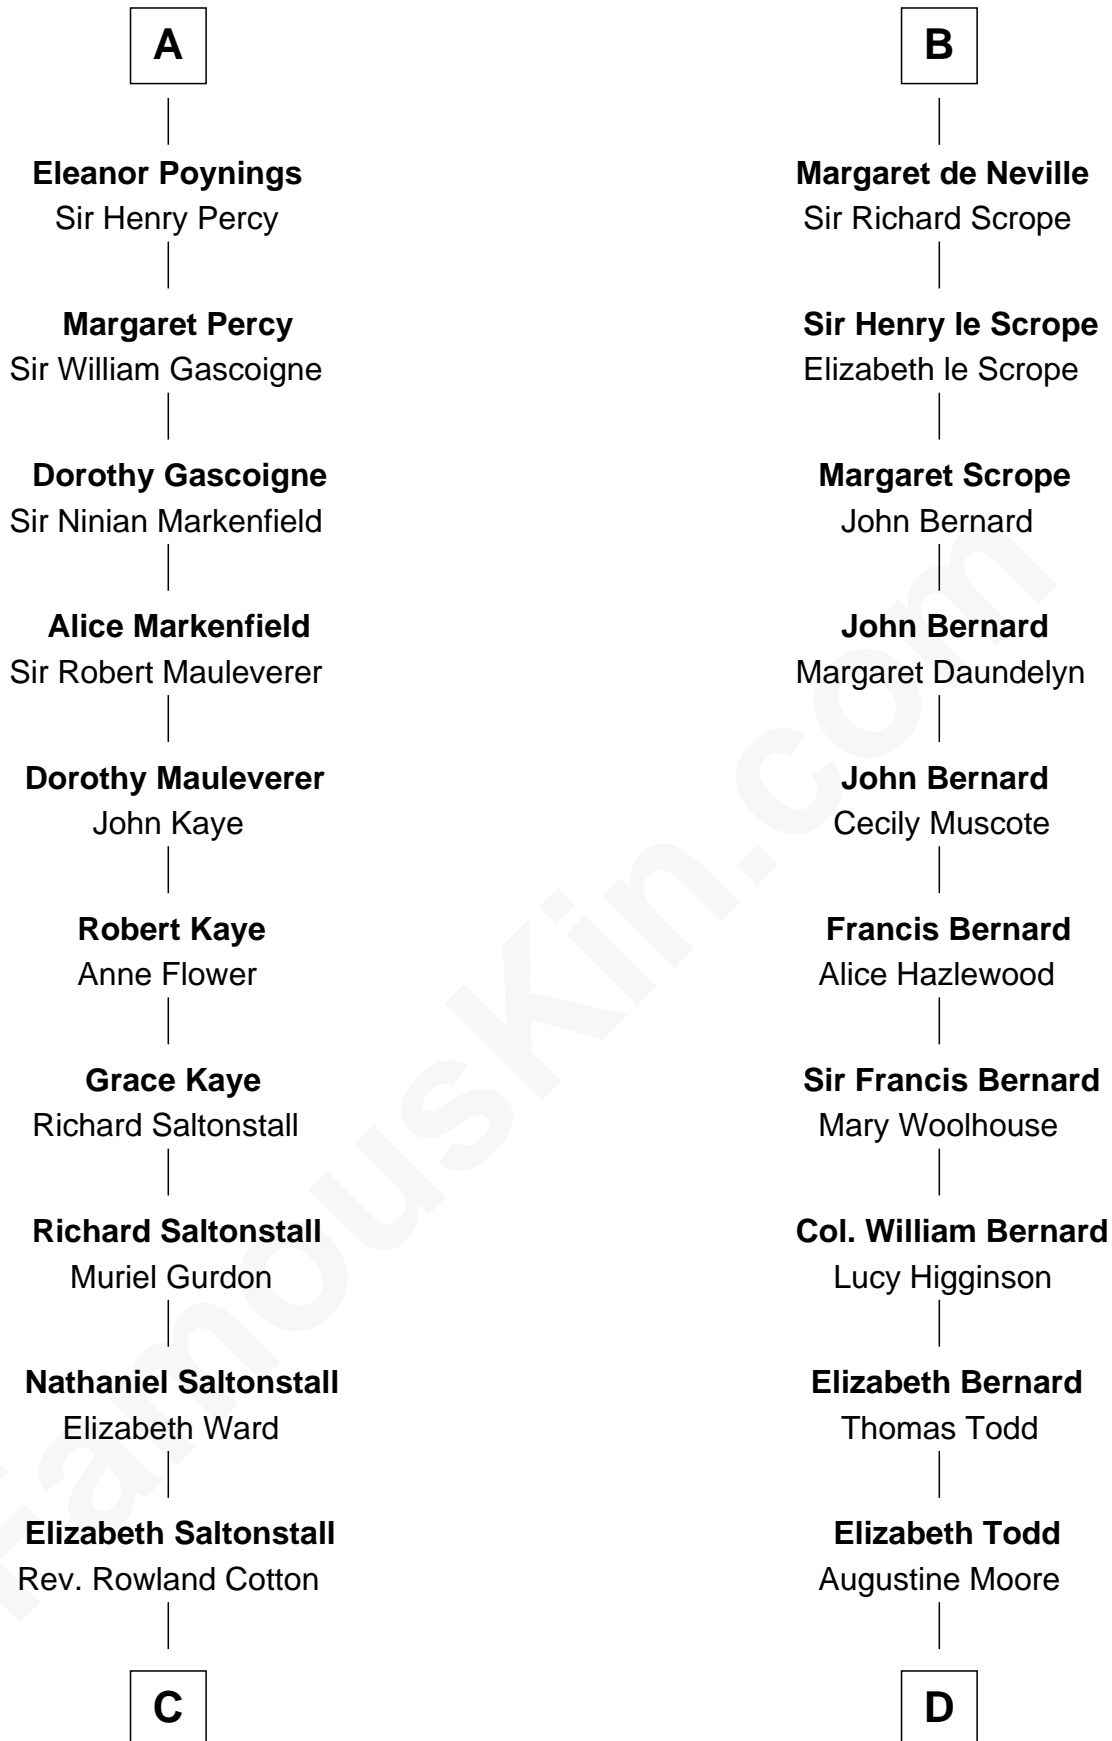 A
Eleanor Poynings
Sir Henry Percy
Margaret Percy
Sir William Gascoigne
Dorothy Gascoigne
Sir Ninian Markenfield
Alice Markenfield
Sir Robert Mauleverer
Dorothy Mauleverer
John Kaye
Robert Kaye
Anne Flower
Grace Kaye
Richard Saltonstall
Richard Saltonstall
Muriel Gurdon
Nathaniel Saltonstall
Elizabeth Ward
Elizabeth Saltonstall
Rev. Rowland Cotton
C
B
Margaret de Neville
Sir Richard Scrope
Sir Henry le Scrope
Elizabeth le Scrope
Margaret Scrope
John Bernard
John Bernard
Margaret Daundelyn
John Bernard
Cecily Muscote
Francis Bernard
Alice Hazlewood
Sir Francis Bernard
Mary Woolhouse
Col. William Bernard
Lucy Higginson
Elizabeth Bernard
Thomas Todd
Elizabeth Todd
Augustine Moore
D
FamousKin.com